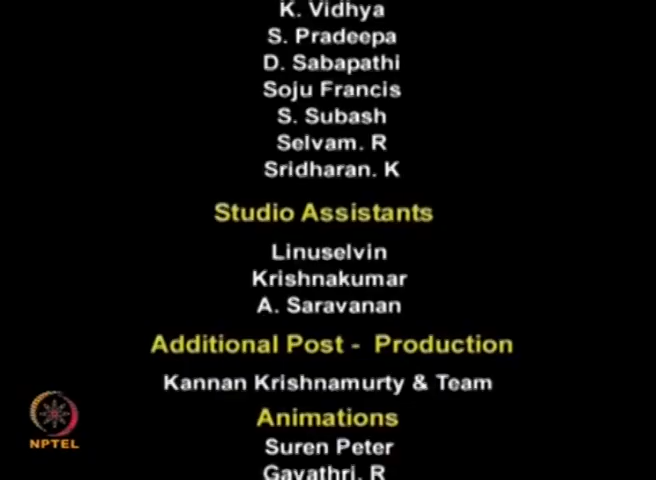 K. Vidhya
S. Pradeepa
D. Sabapathi
Soju Francis
S. Subash
Selvam. R
Sridharan. K
Studio Assistants
Linuselvin
Krishnakumar
A. Saravanan
Additional Post - Production
Kannan Krishnamurty & Team
Animations
Suren Peter
Gayathri. R
NPTEL